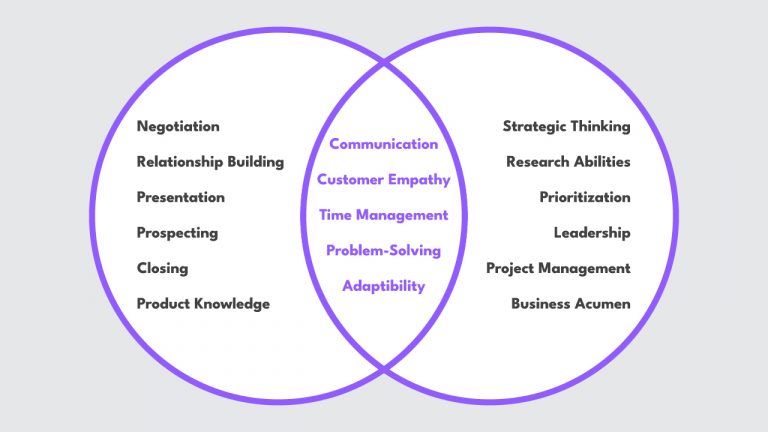 Negotiation
Relationship Building
Presentation
Prospecting
Closing
Product Knowledge
Communication
Customer Empathy
Time Management
Problem-Solving
Adaptibility
Strategic Thinking
Research Abilities
Prioritization
Leadership
Project Management
Business Acumen